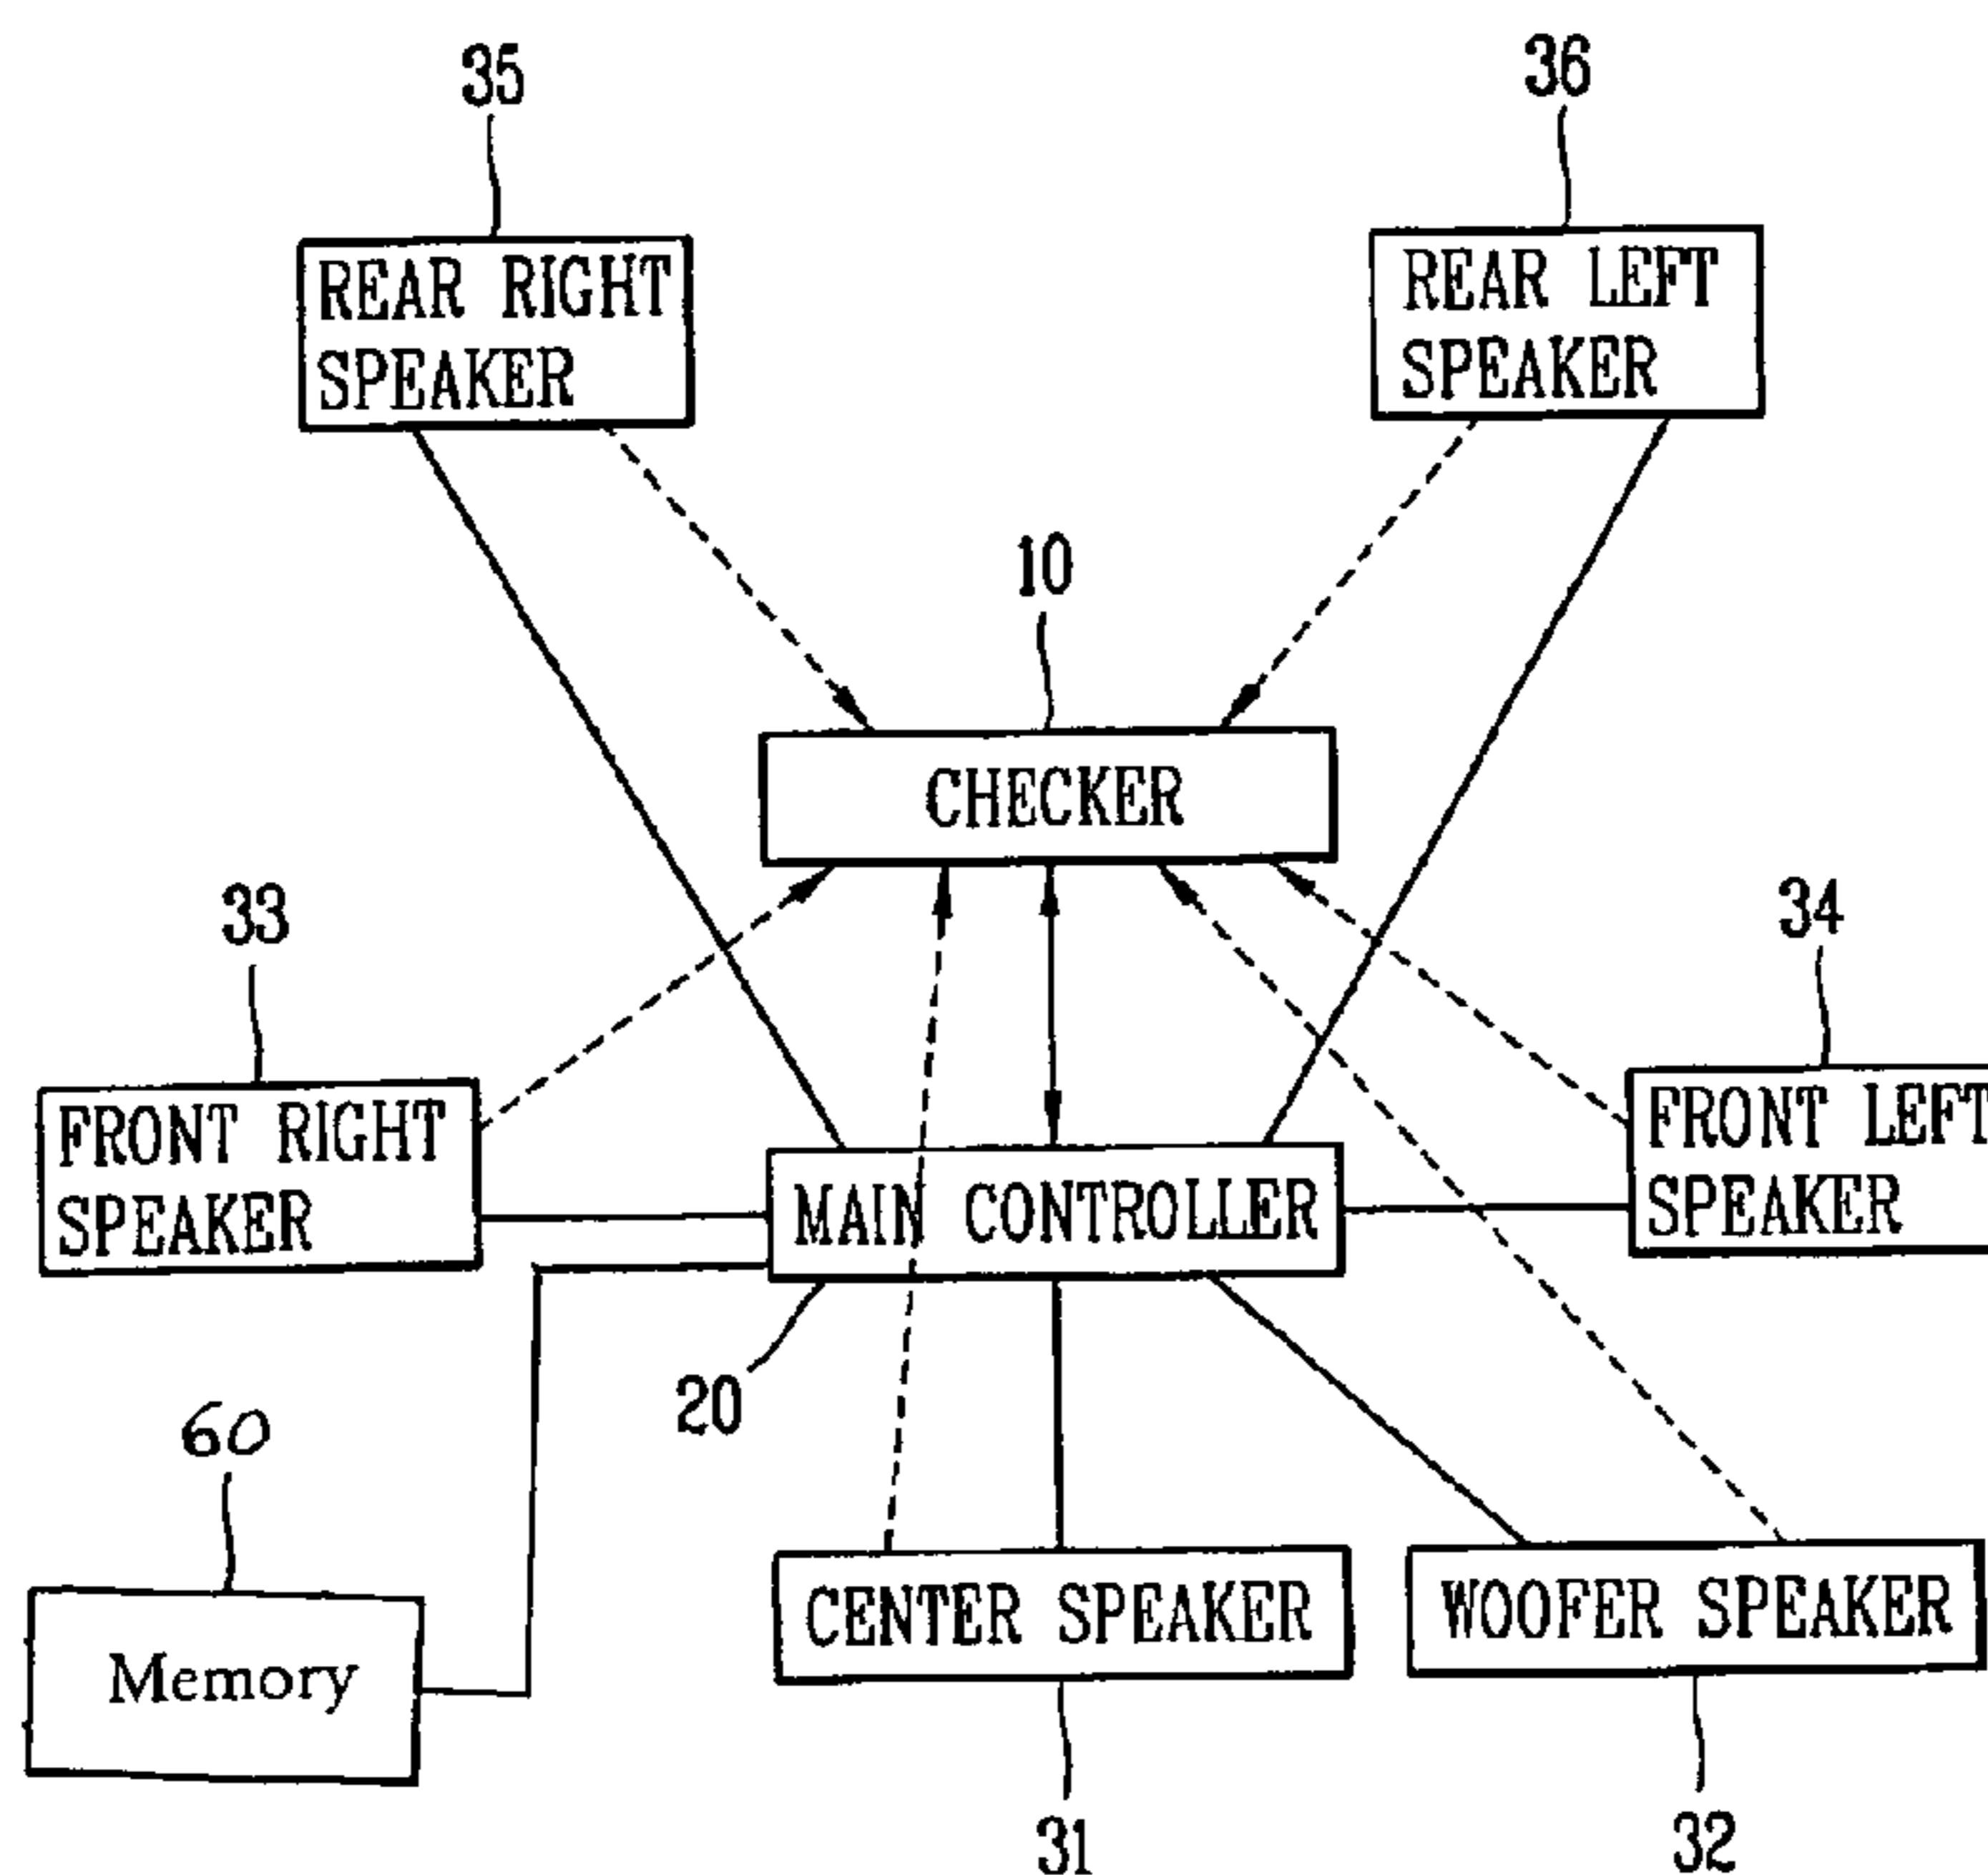 35
36
REAR RIGHT
SPEAKER
REAR LEFT
SPEAKER
10
CHECKER
33
34
FRONT RIGHT
SPEAKER
FRONT LEFT
SPEAKER
MAIN CONTROLLER
20
60
Memory
CENTER SPEAKER
WOOFER SPEAKER
31
32